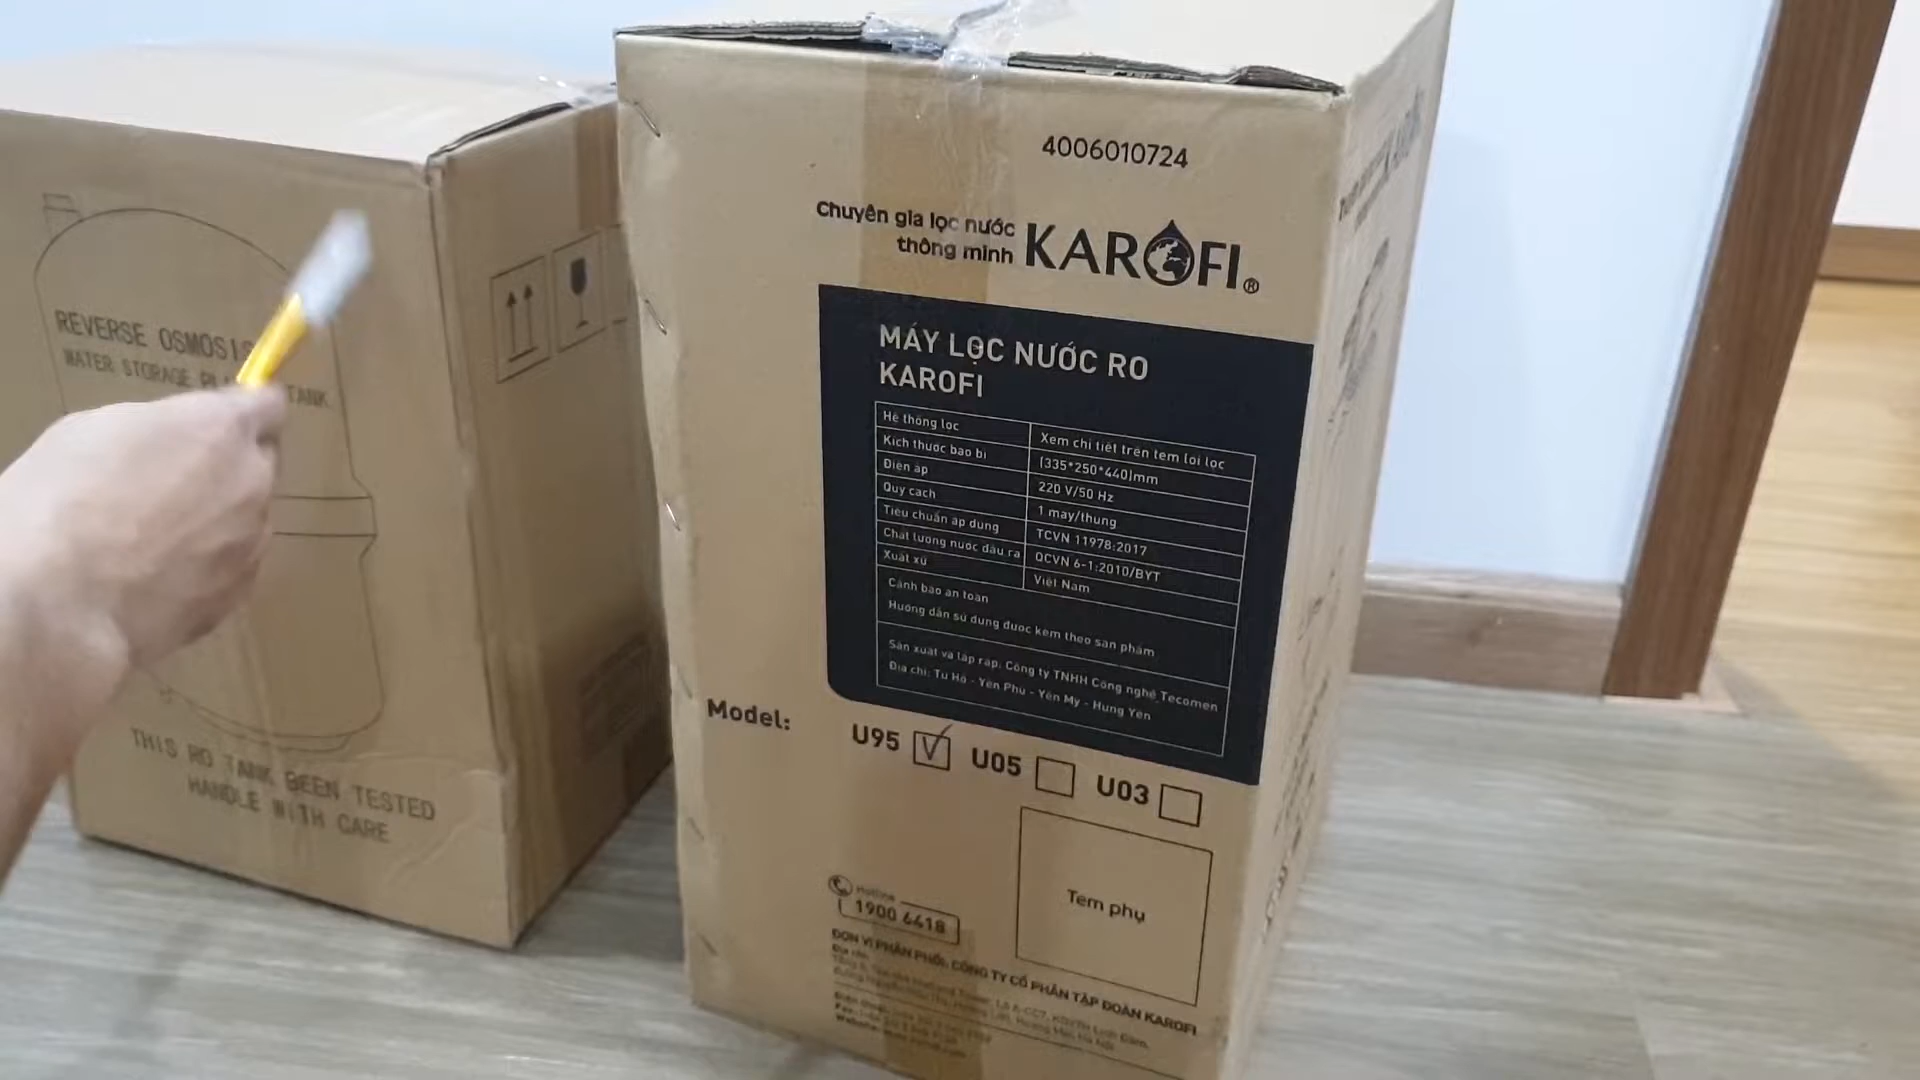 REVERSE OSMOSIS
WATER STORAGE TANK
THIS RO TANK BEEN TESTED
HANDLE WITH CARE
4006010724
Chuyên gia lọc nước
thông minh
KAROFI®
MÁY LỌC NƯỚC RO
KAROFI
Hệ thống lọc Xem chi tiết trên tem lõi lọc
Kích thước bao bì (335*250*440)mm
Điện áp 220 V/50 Hz
Quy cách 1 máy/thùng
Tiêu chuẩn áp dụng TCVN 11978:2017
Chất lượng nước đầu ra QCVN 6-1:2010/BYT
Xuất xứ Việt Nam
Cảnh báo an toàn
Hướng dẫn sử dụng được kèm theo sản phẩm
Sản xuất và lắp ráp: Công ty TNHH Công nghệ Tecomen
Địa chỉ: Tử Hồ - Yên Phú - Yên Mỹ - Hưng Yên
Model: U95 V U05 U03
Tem phụ
Hotline
1900 6418
ĐƠN VỊ PHÂN PHỐI: CÔNG TY CỔ PHẦN TẬP ĐOÀN KAROFI
Địa chỉ: